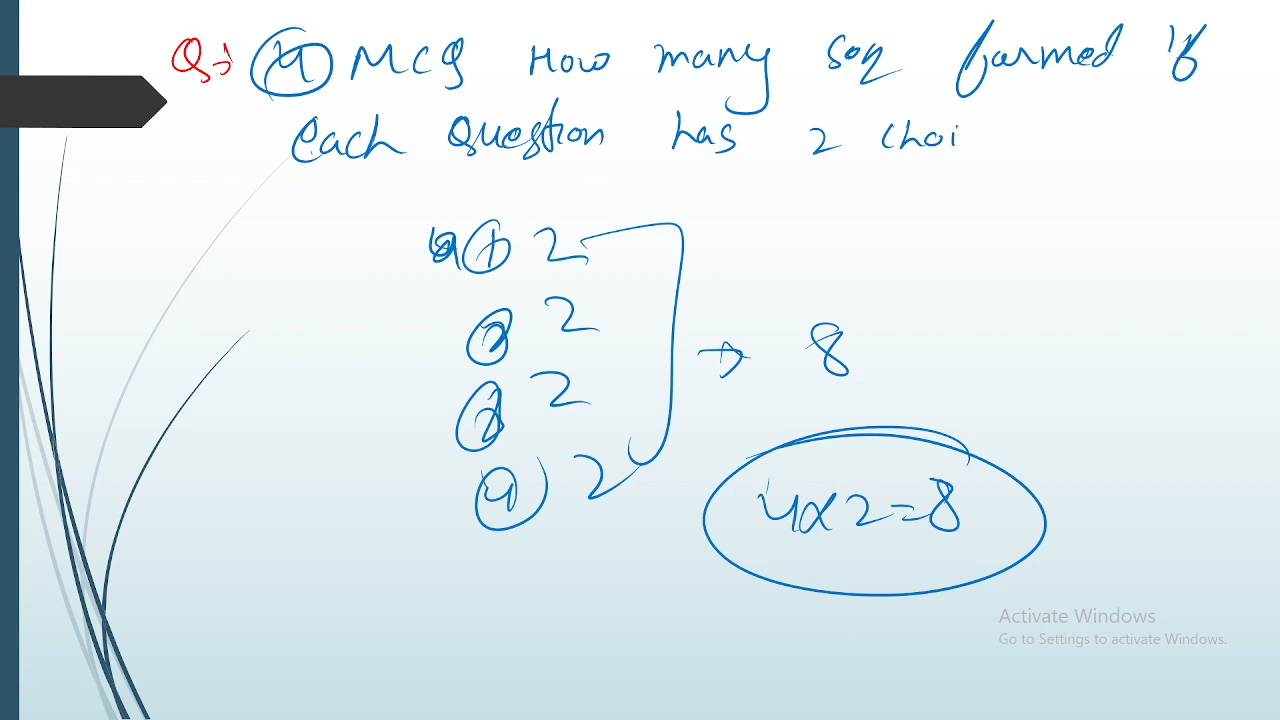 Q:→ 4 MCQ How many seq formed if
each question has 2 choi
Q 1 2
2 2
3 2
4) 2
→ 8
4x2=8
Activate Windows
Go to Settings to activate Windows.